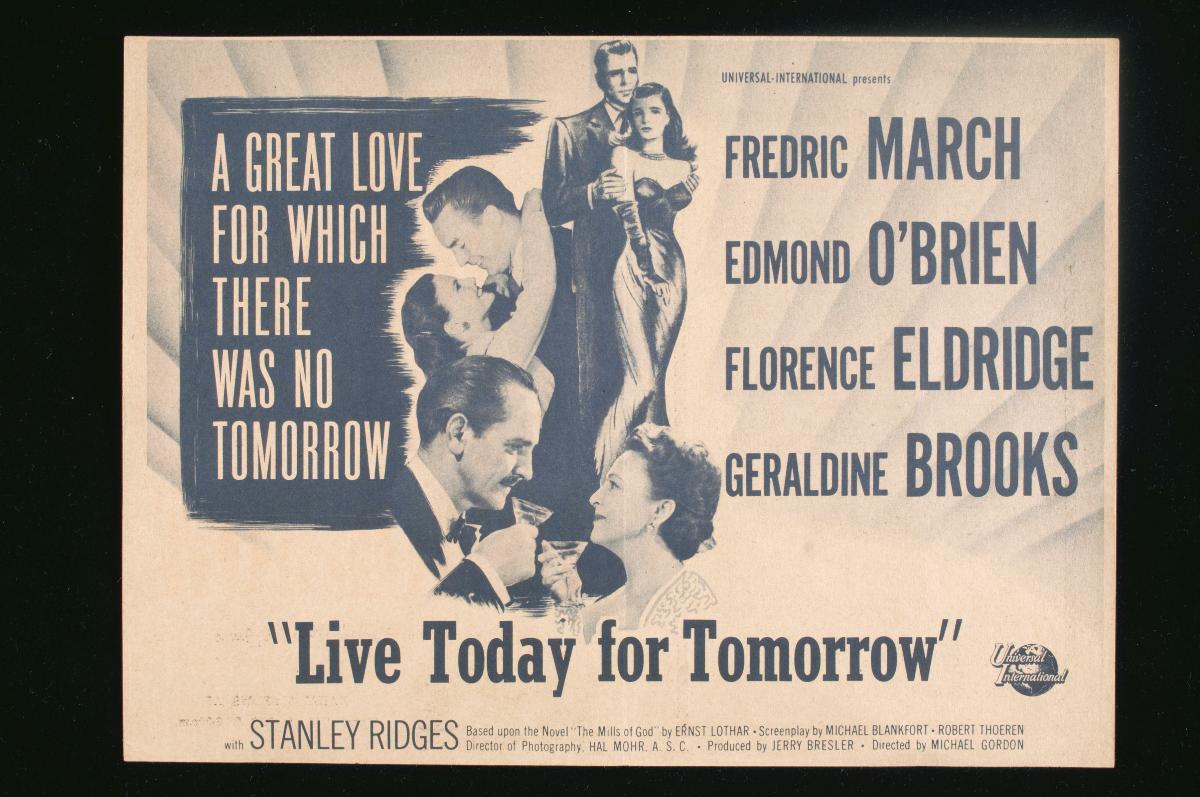 A GREAT LOVE
FOR WHICH
THERE
WAS NO
TOMORROW
UNIVERSAL-INTERNATIONAL presents
FREDRIC MARCH
EDMOND O'BRIEN
FLORENCE ELDRIDGE
GERALDINE BROOKS
"Live Today for Tomorrow"
Universal
International
with STANLEY RIDGES
Based upon the Novel "The Mills of God" by ERNST LOTHAR • Screenplay by MICHAEL BLANKFORT • ROBERT THOEREN
Director of Photography, HAL MOHR, A. S. C. • Produced by JERRY BRESLER • Directed by MICHAEL GORDON